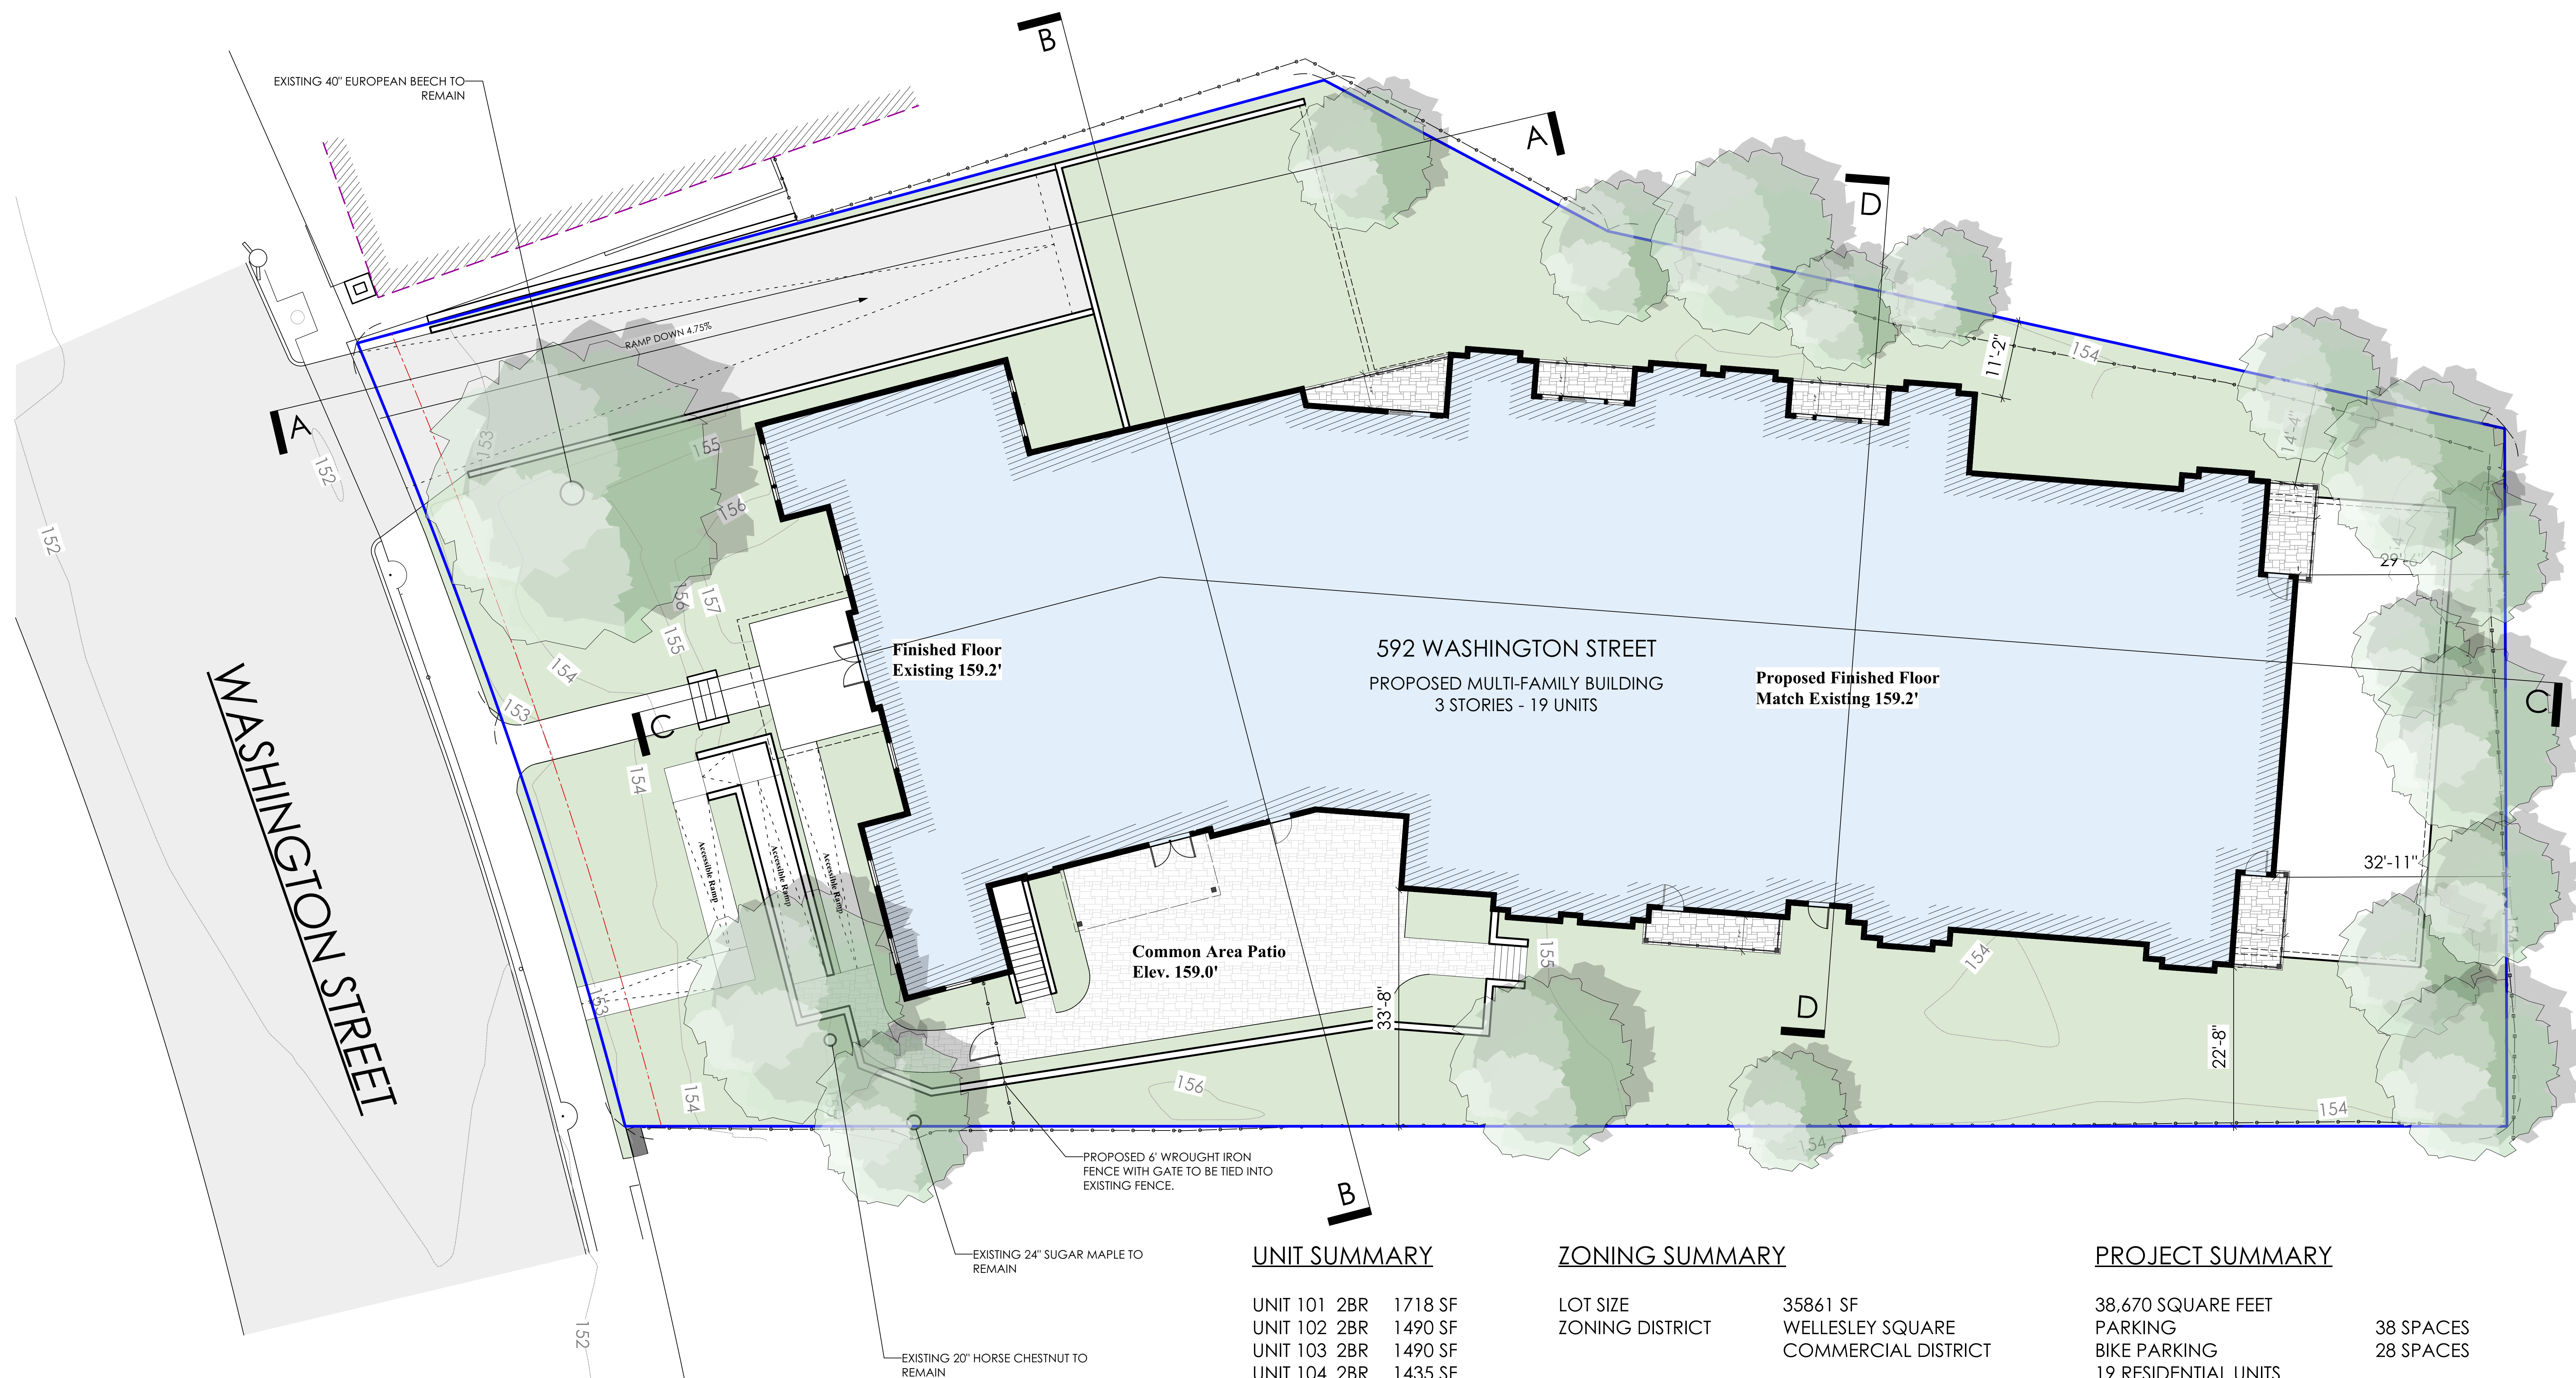 B
EXISTING 40" EUROPEAN BEECH TO
REMAIN
A
D
RAMP DOWN 4.75%
11'-2"
154
A
153
155
14'-4"
152
156
152
29'-6"
156
157
155
Finished Floor
Existing 159.2'
592 WASHINGTON STREET
PROPOSED MULTI-FAMILY BUILDING
3 STORIES - 19 UNITS
Proposed Finished Floor
Match Existing 159.2'
154
153
C
C
WASHINGTON STREET
154
Accessible Ramp
Accessible Ramp
Accessible Ramp
32'-11"
Common Area Patio
Elev. 159.0'
155
154
153
33'-8"
D
22'-8"
154
156
154
154
PROPOSED 6' WROUGHT IRON
FENCE WITH GATE TO BE TIED INTO
EXISTING FENCE.
B
EXISTING 24" SUGAR MAPLE TO
REMAIN
152
EXISTING 20" HORSE CHESTNUT TO
REMAIN
UNIT SUMMARY
UNIT 101 2BR 1718 SF
UNIT 102 2BR 1490 SF
UNIT 103 2BR 1490 SF
UNIT 104 2BR 1435 SF
ZONING SUMMARY
LOT SIZE 35861 SF
ZONING DISTRICT WELLESLEY SQUARE
COMMERCIAL DISTRICT
PROJECT SUMMARY
38,670 SQUARE FEET
PARKING 38 SPACES
BIKE PARKING 28 SPACES
19 RESIDENTIAL UNITS